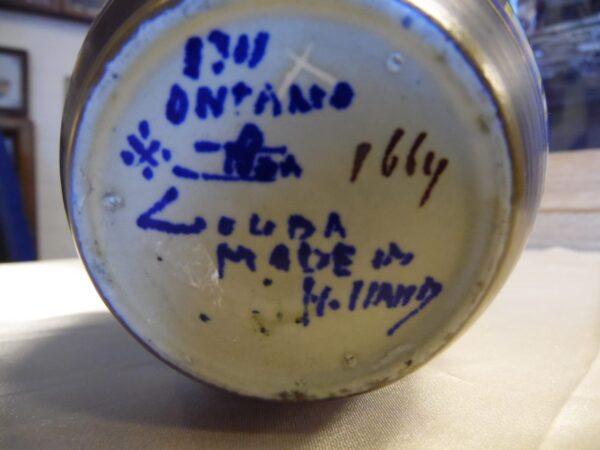 1311
ONTARIO
1664
GOUDA
MADE IN
HOLLAND